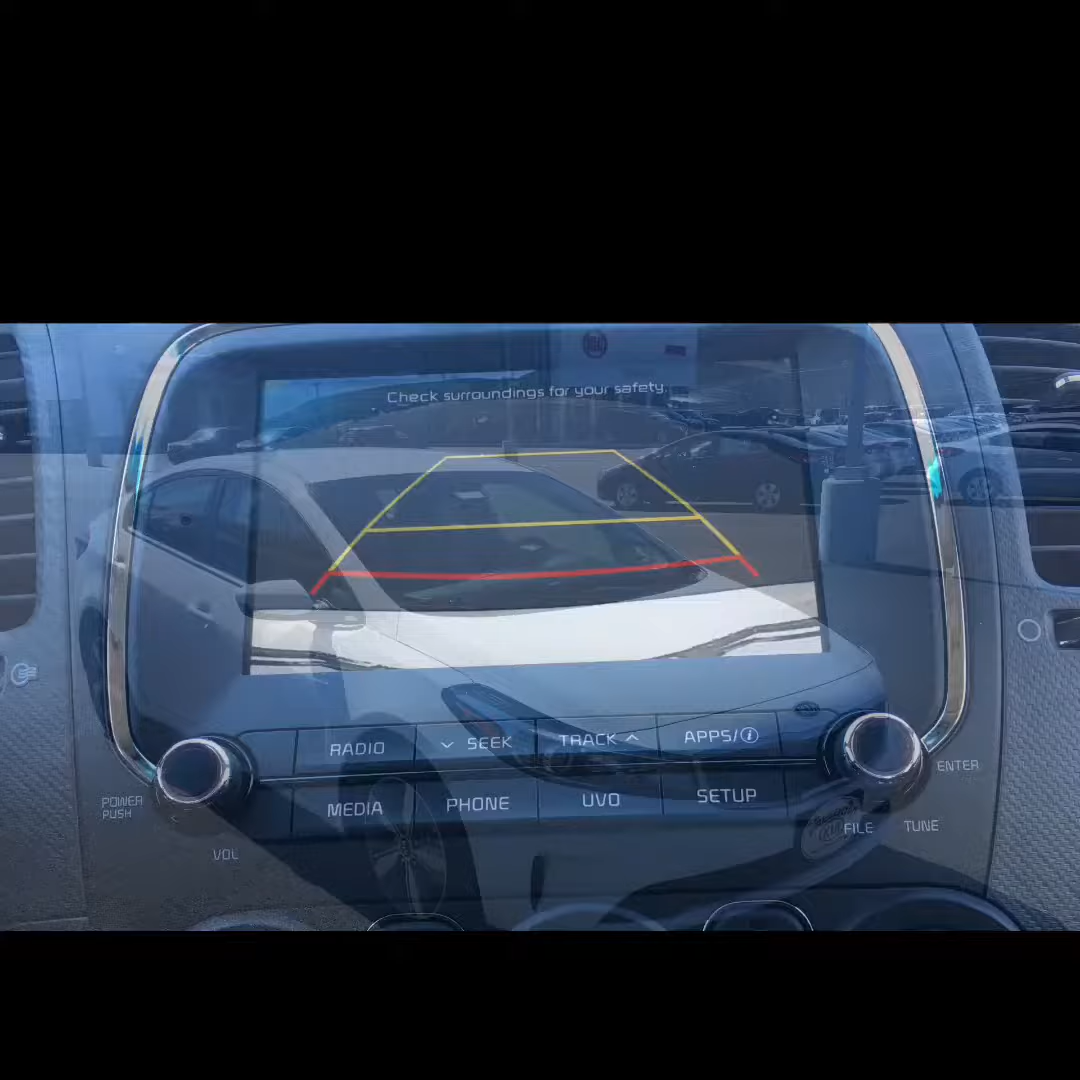 Check surroundings for your safety.
RADIO SEEK TRACK APPS/i
MEDIA PHONE UVO SETUP
POWER
PUSH
VOL
ENTER
FILE TUNE